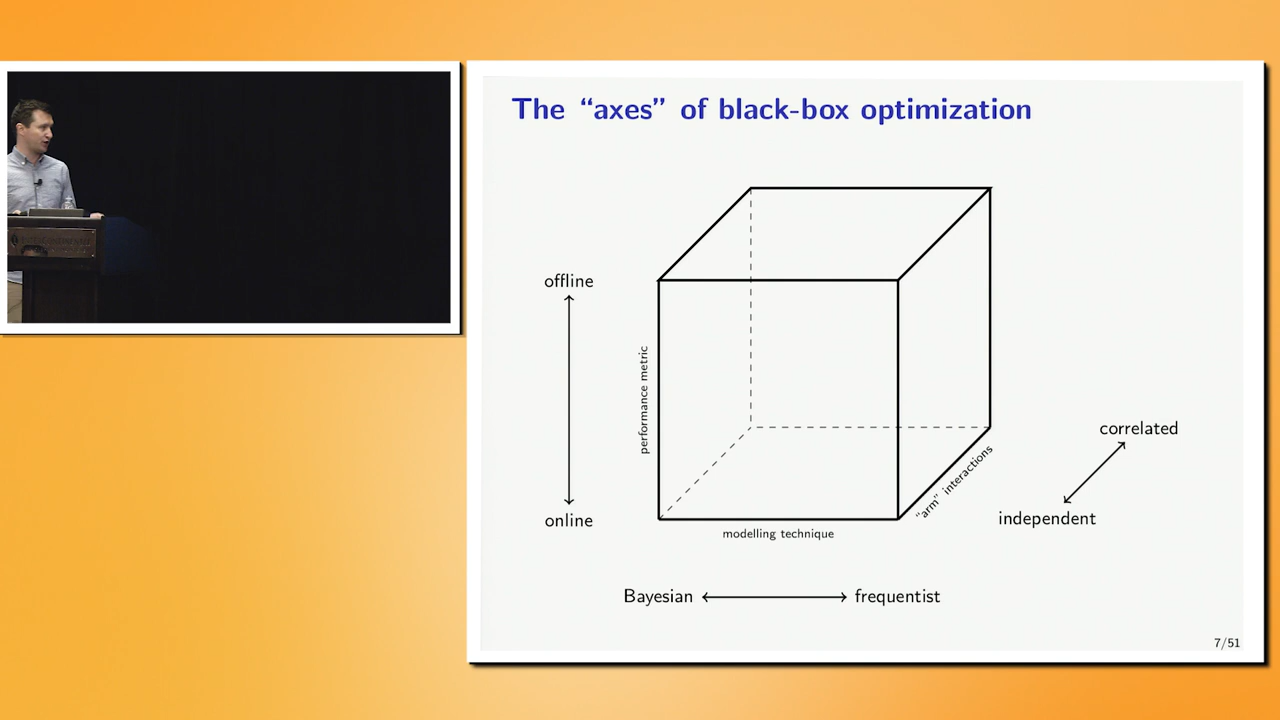 The “axes” of black-box optimization
offline
performance metric
online
modelling technique
“arm” interactions
correlated
independent
Bayesian
frequentist
7/51